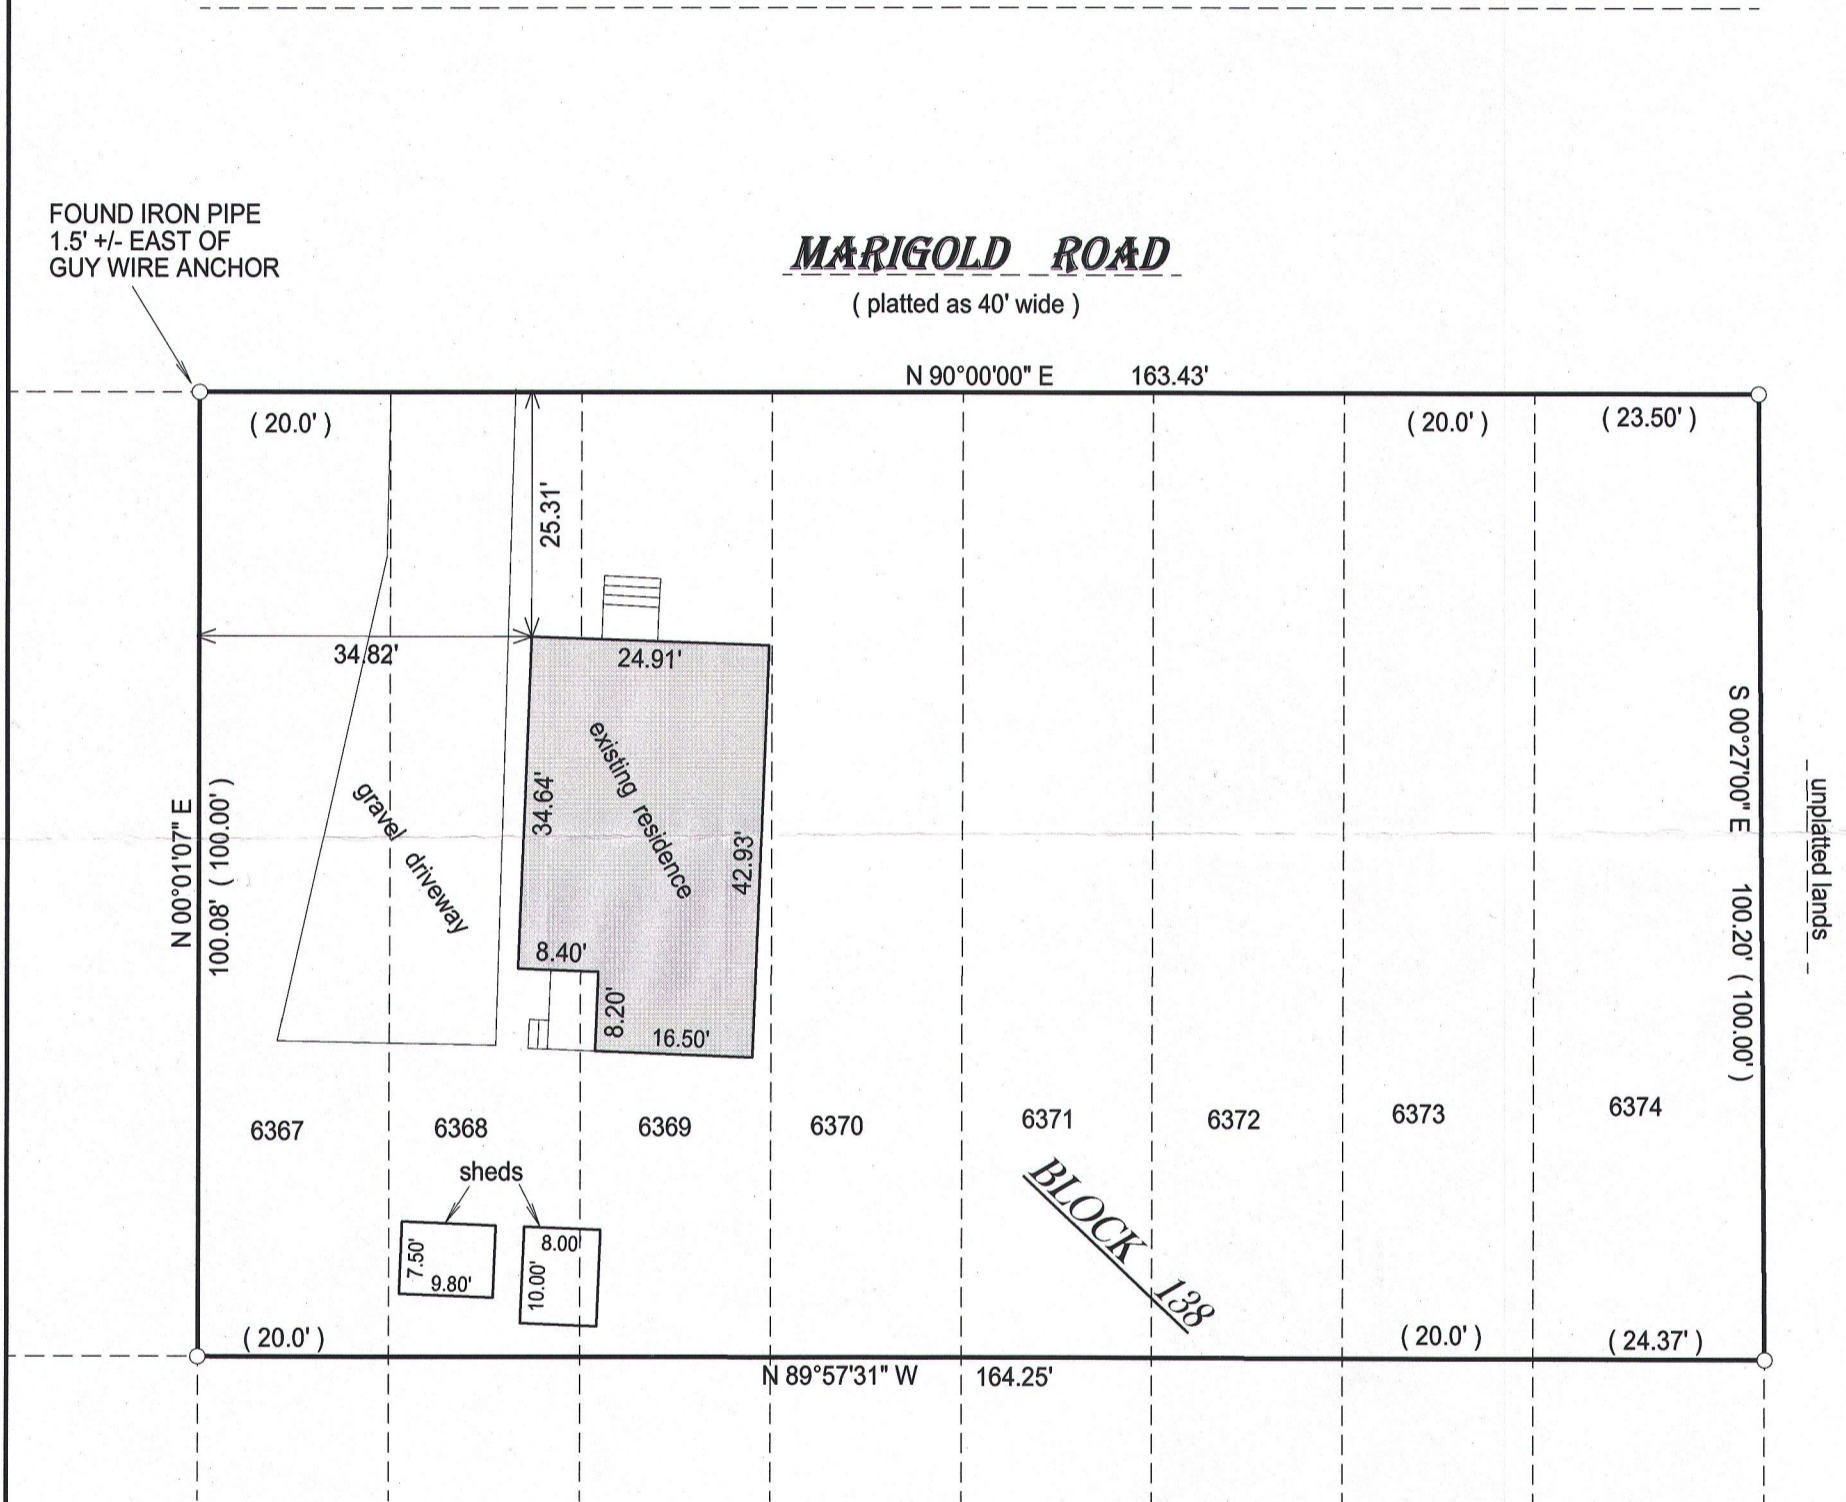 FOUND IRON PIPE
1.5' +/- EAST OF
GUY WIRE ANCHOR
MARIGOLD ROAD
( platted as 40' wide )
N 90°00'00" E 163.43'
( 20.0' )
( 20.0' )
( 23.50' )
25.31'
34.82'
24.91'
existing residence
34.64'
42.93'
gravel driveway
8.40'
8.20'
16.50'
N 00°01'07" E
100.08' ( 100.00' )
S 00°27'00" E 100.20' ( 100.00' )
unplatted lands
6367
6368
6369
6370
6371
6372
6373
6374
sheds
7.50'
9.80'
8.00'
10.00'
BLOCK 138
( 20.0' )
( 20.0' )
( 24.37' )
N 89°57'31" W 164.25'